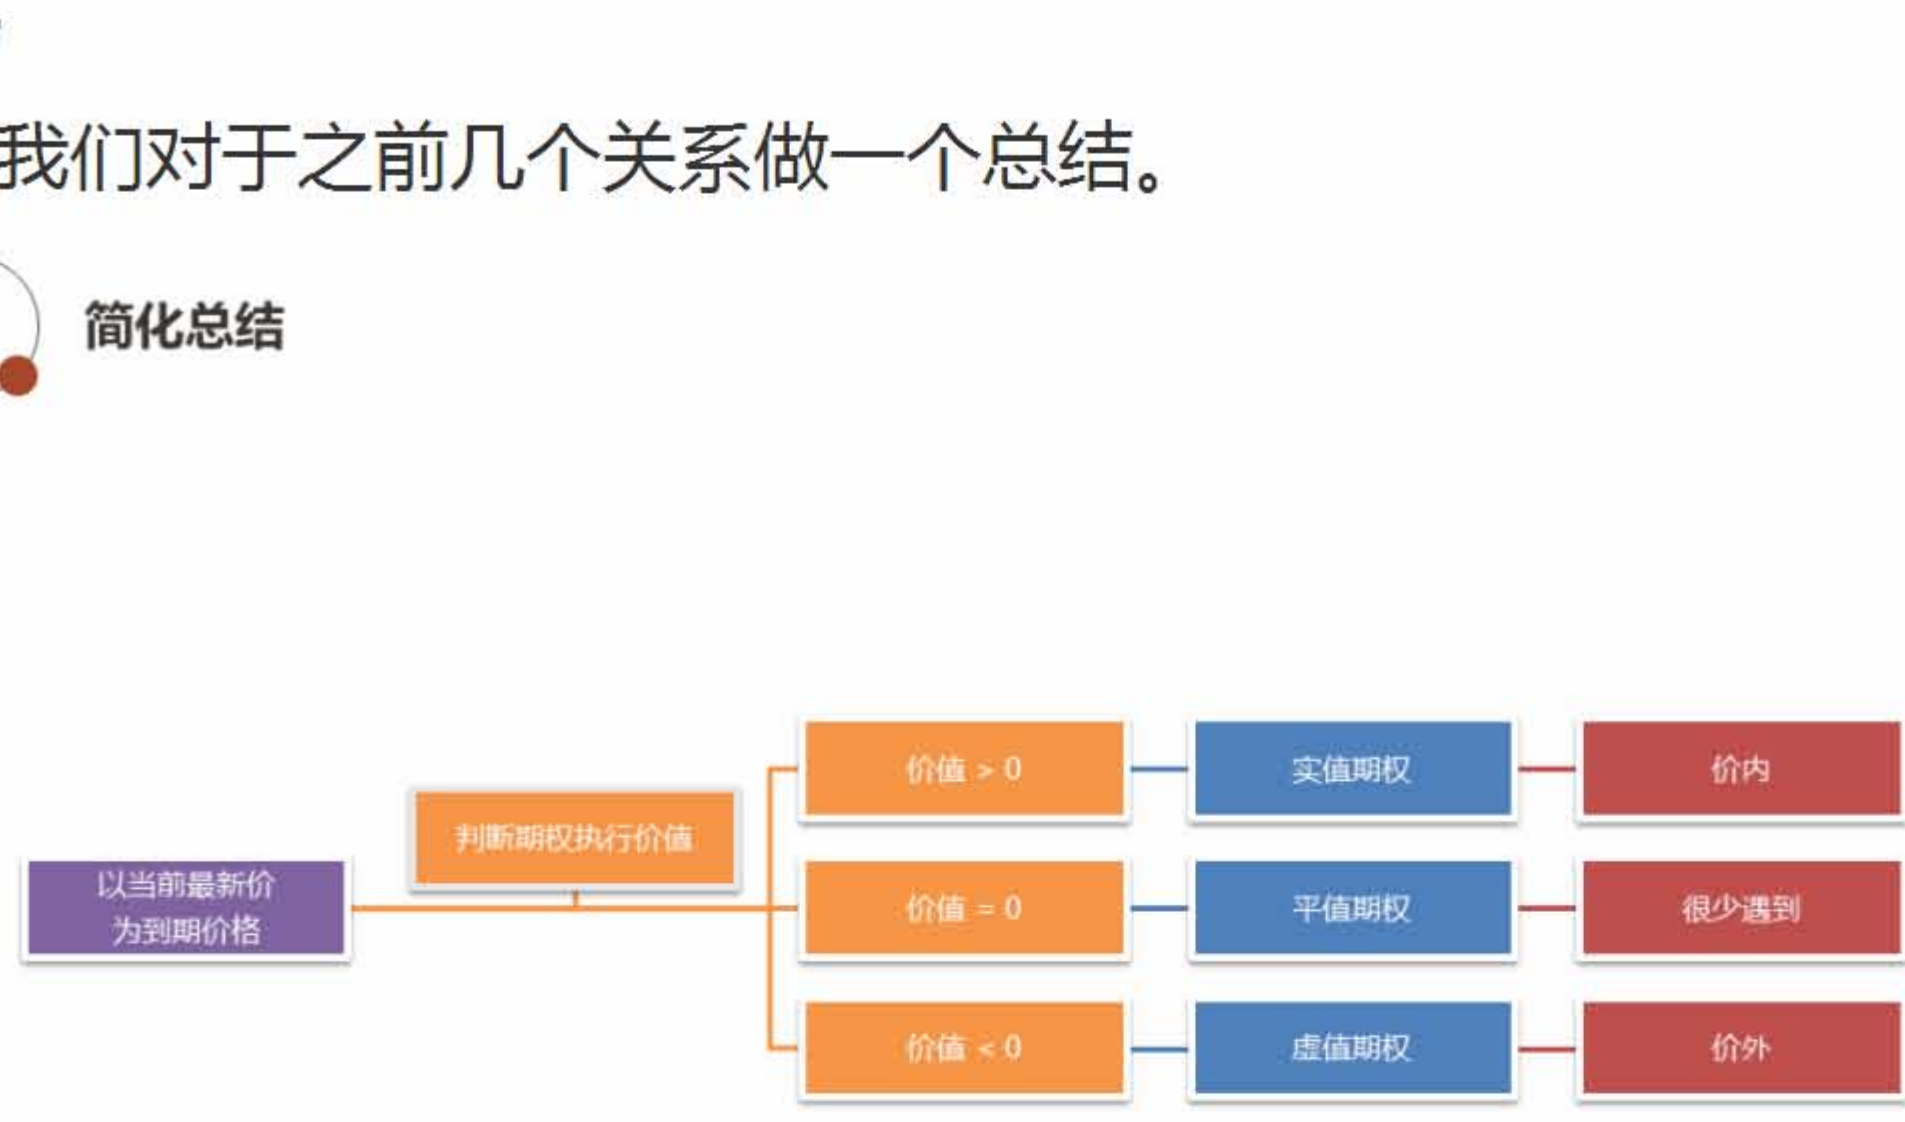 我们对于之前几个关系做一个总结。
简化总结
以当前最新价
为到期价格
判断期权执行价值
价值 > 0
实值期权
价内
价值 = 0
平值期权
很少遇到
价值 < 0
虚值期权
价外